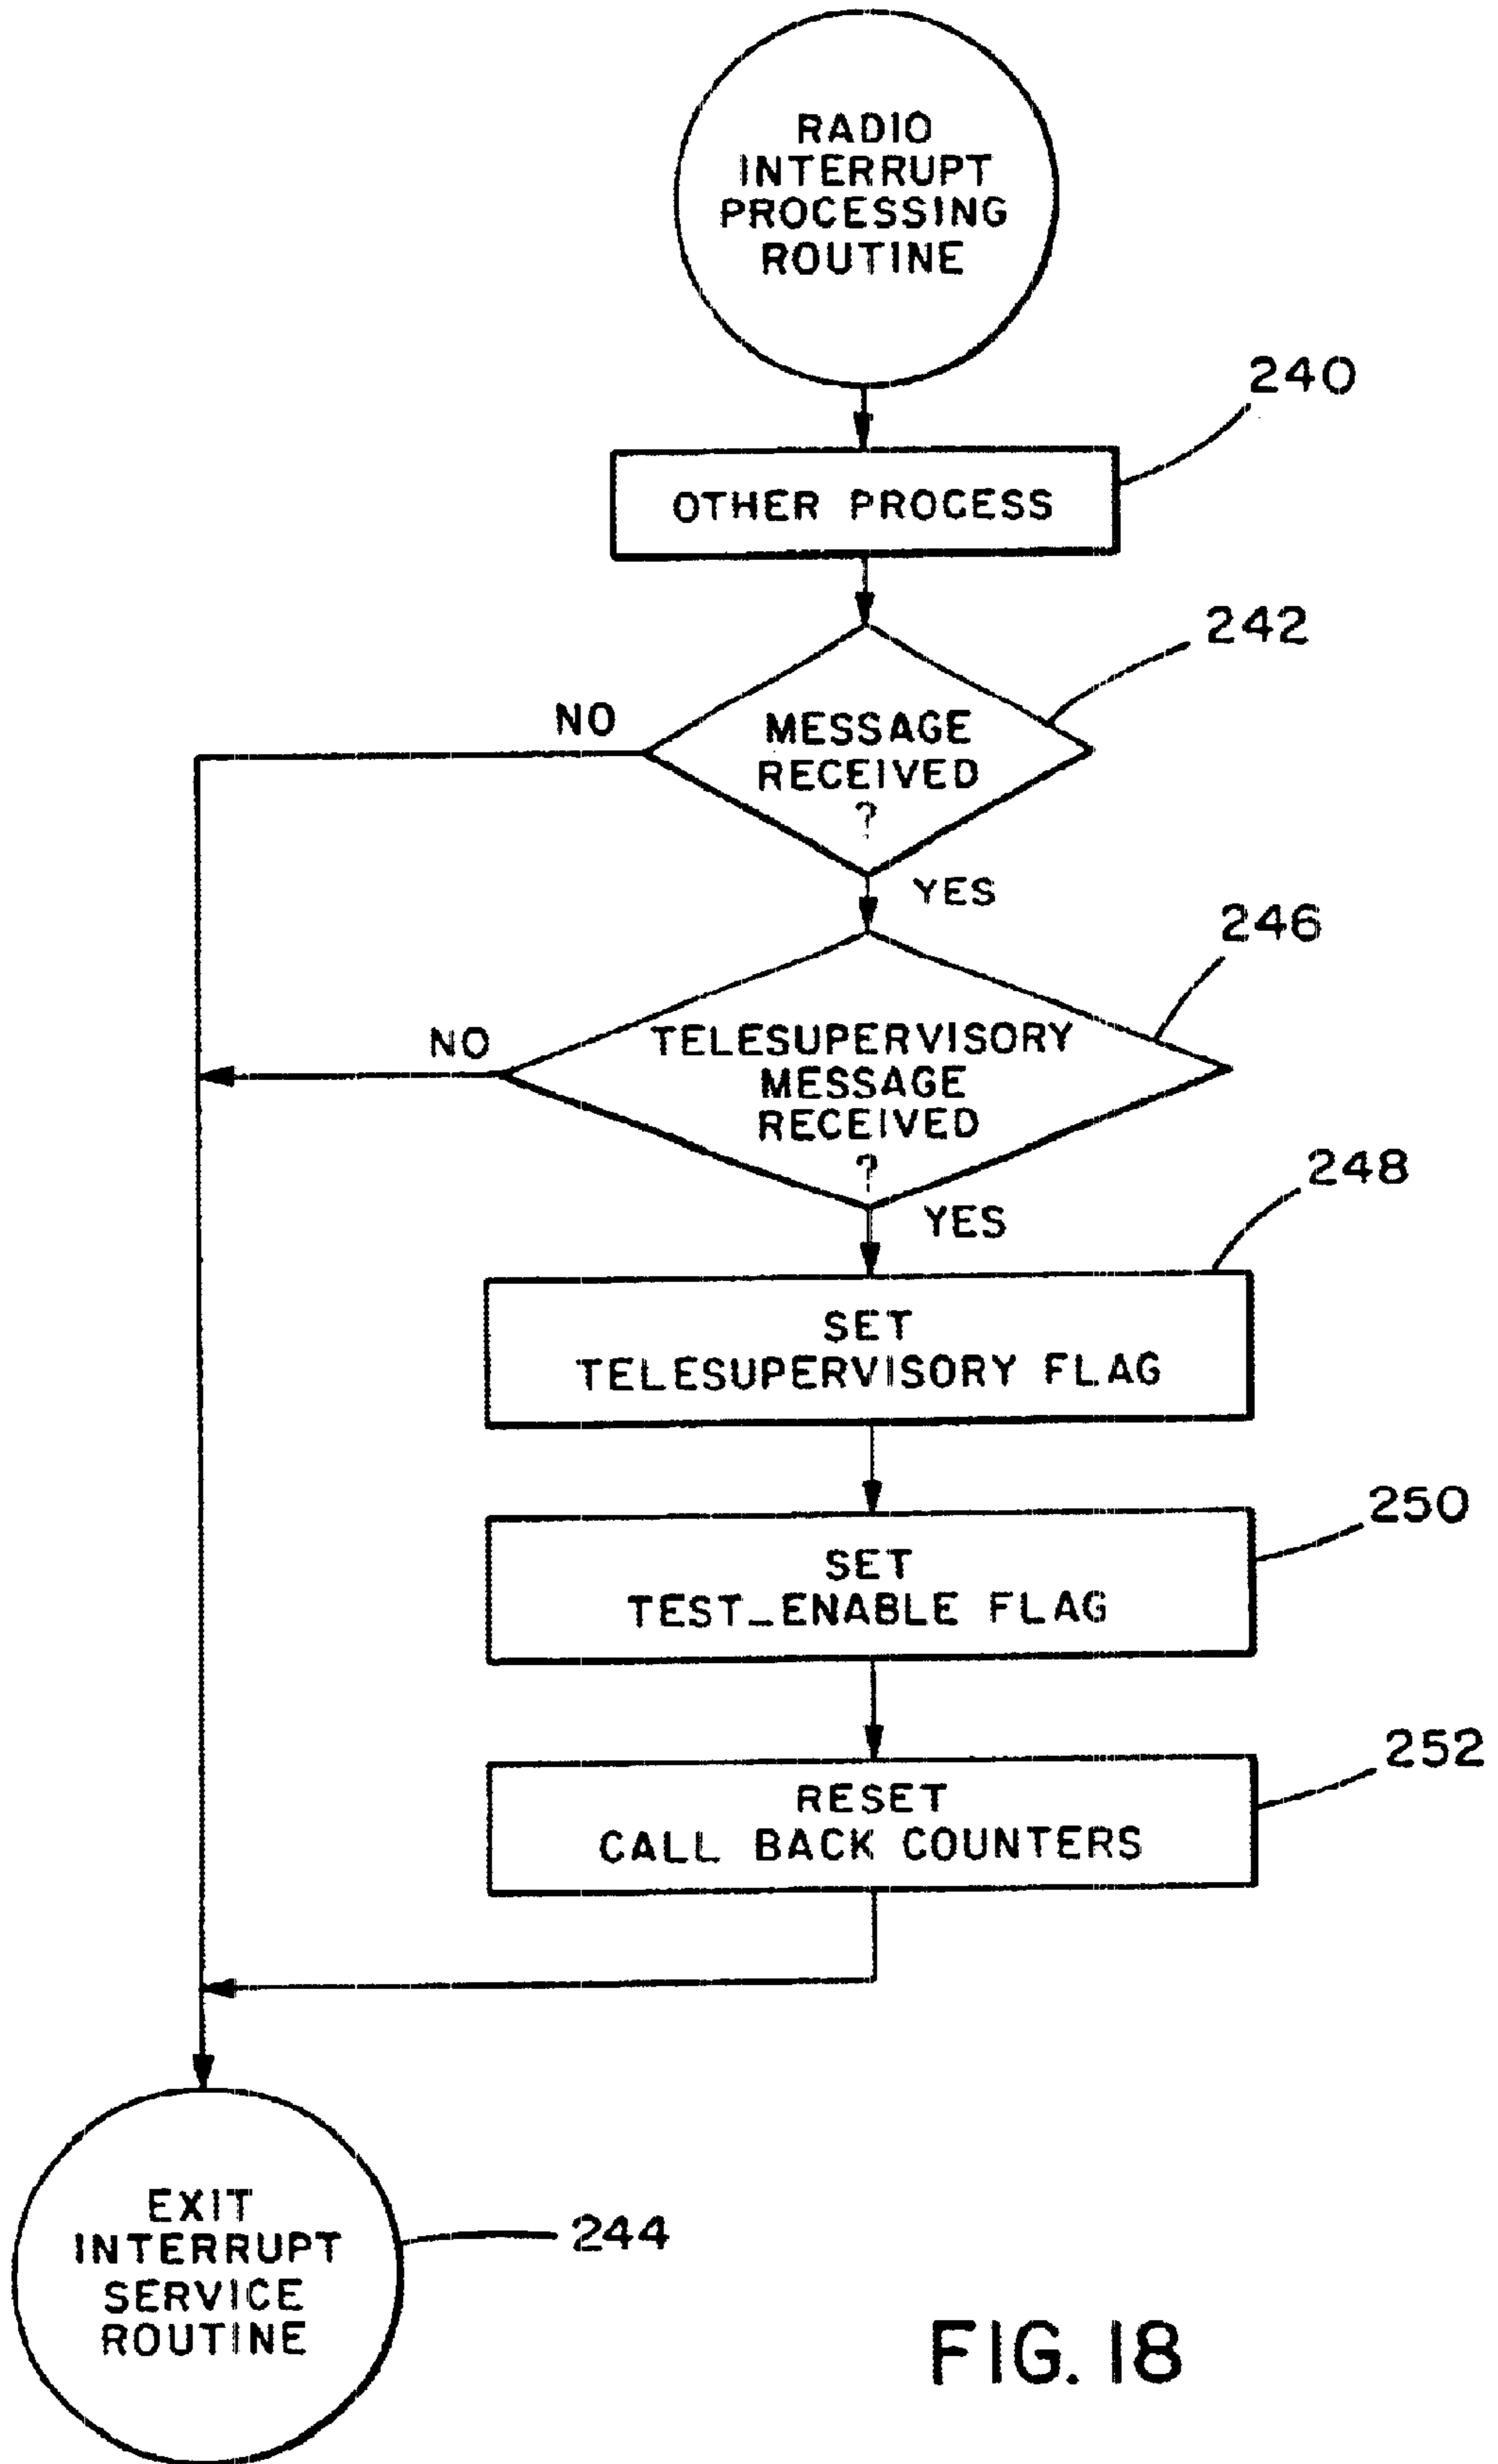 RADIO
INTERRUPT
PROCESSING
ROUTINE
240
OTHER PROCESS
242
NO
MESSAGE
RECEIVED
?
YES
246
NO
TELESUPERVISORY
MESSAGE
RECEIVED
?
YES
248
SET
TELESUPERVISORY FLAG
250
SET
TEST_ENABLE FLAG
252
RESET
CALL BACK COUNTERS
EXIT
INTERRUPT
SERVICE
ROUTINE
244
FIG. 18